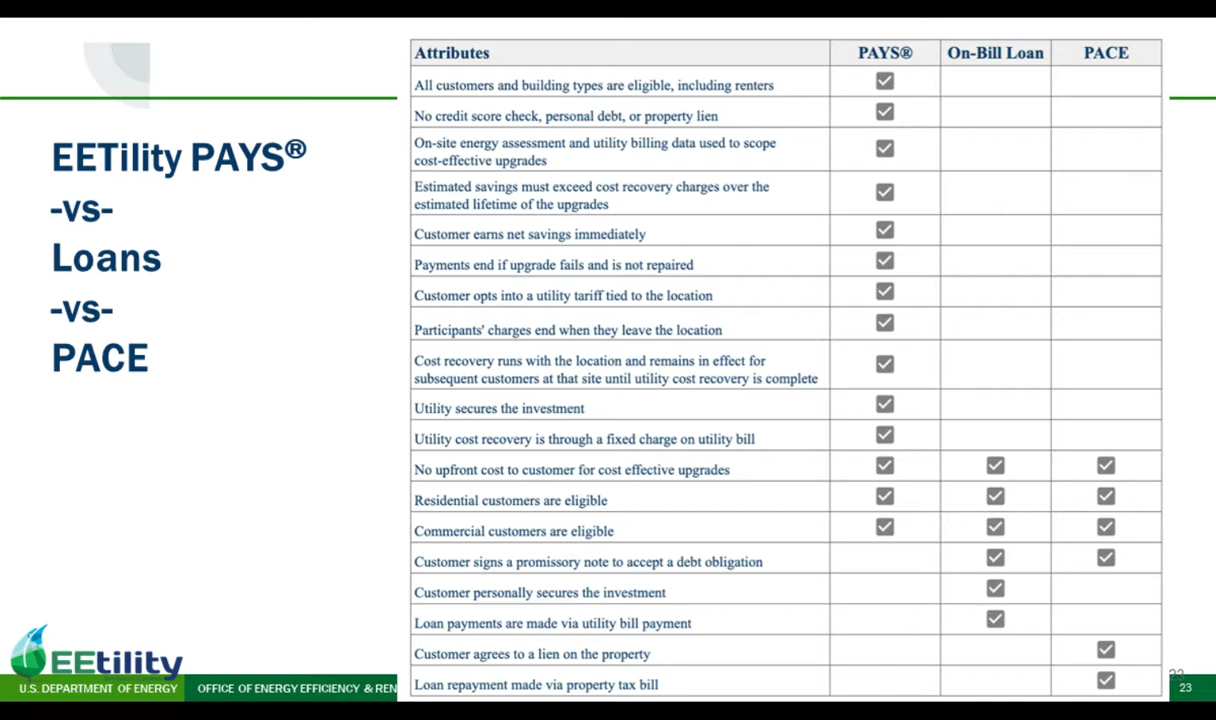 EETility PAYS®
-vs-
Loans
-vs-
PACE
Attributes PAYS® On-Bill Loan PACE
All customers and building types are eligible, including renters
No credit score check, personal debt, or property lien
On-site energy assessment and utility billing data used to scope
cost-effective upgrades
Estimated savings must exceed cost recovery charges over the
estimated lifetime of the upgrades
Customer earns net savings immediately
Payments end if upgrade fails and is not repaired
Customer opts into a utility tariff tied to the location
Participants' charges end when they leave the location
Cost recovery runs with the location and remains in effect for
subsequent customers at that site until utility cost recovery is complete
Utility secures the investment
Utility cost recovery is through a fixed charge on utility bill
No upfront cost to customer for cost effective upgrades
Residential customers are eligible
Commercial customers are eligible
Customer signs a promissory note to accept a debt obligation
Customer personally secures the investment
Loan payments are made via utility bill payment
Customer agrees to a lien on the property
Loan repayment made via property tax bill
EEtility
U.S. DEPARTMENT OF ENERGY OFFICE OF ENERGY EFFICIENCY & REN
23
23